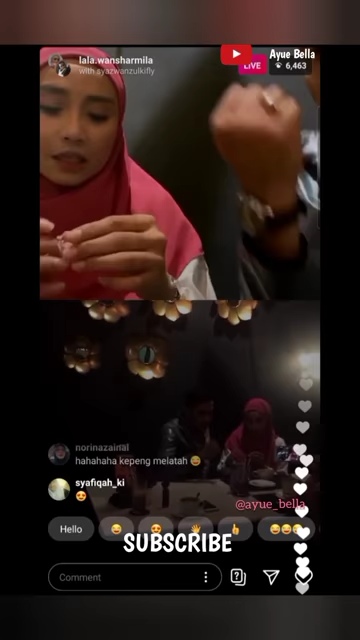 Ayue Bella
lala.wansharmila
with syazwanzulkifly
LIVE
6,463
norinazainal
hahahaha kepeng melatah 😂
syafiqah_ki
😍
@ayue_bella
Hello 😂 😍 👋 👍 😂😂😂
SUBSCRIBE
Comment